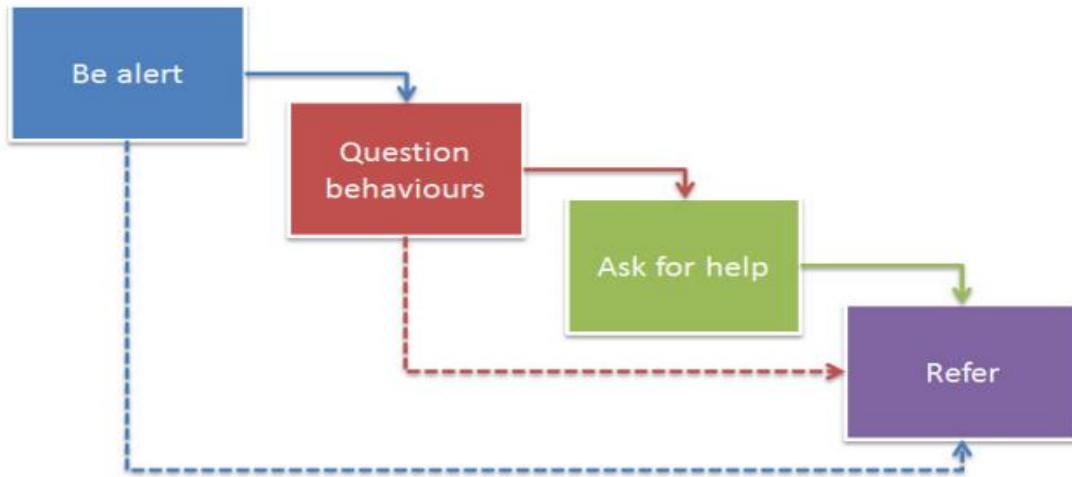 Be alert
Question
behaviours
Ask for help
Refer